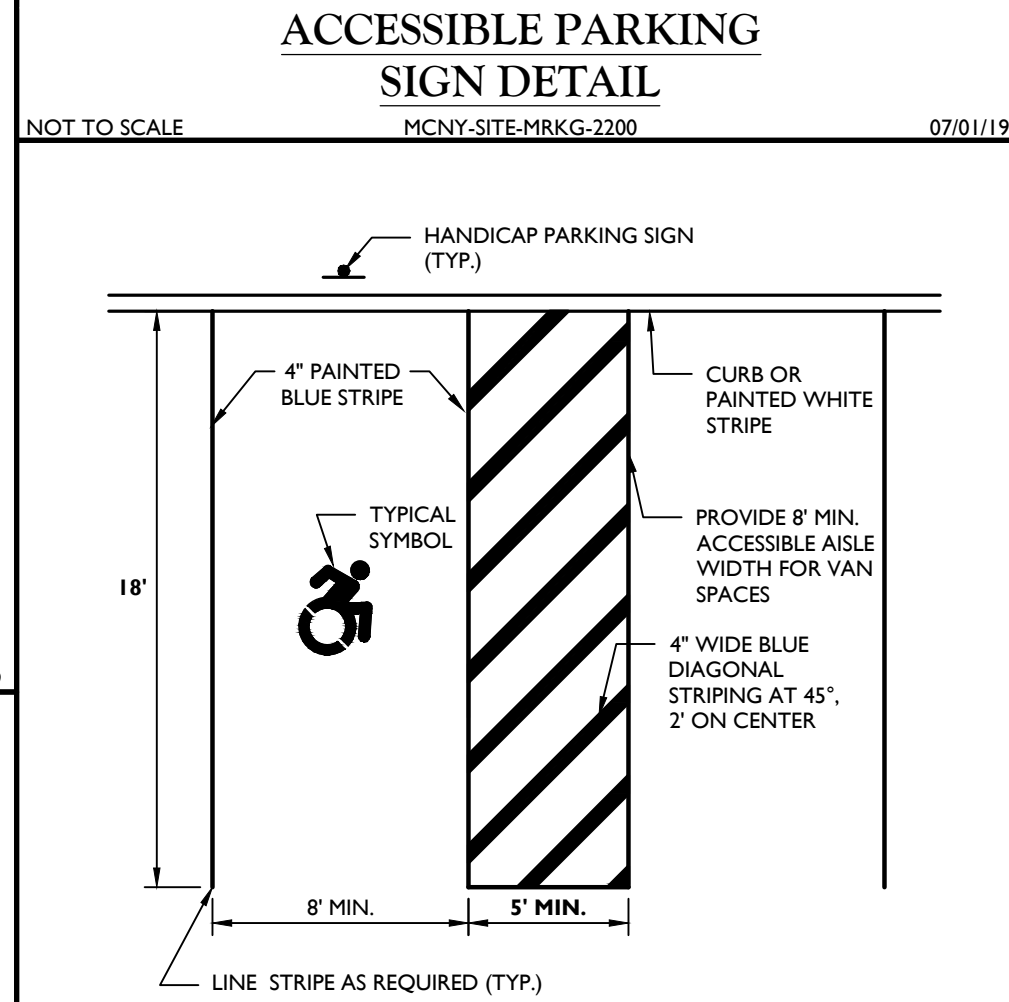 ACCESSIBLE PARKING
SIGN DETAIL
NOT TO SCALE
MCNY-SITE-MRKG-2200
07/01/19
HANDICAP PARKING SIGN
(TYP.)
4" PAINTED
BLUE STRIPE
CURB OR
PAINTED WHITE
STRIPE
TYPICAL
SYMBOL
PROVIDE 8' MIN.
ACCESSIBLE AISLE
WIDTH FOR VAN
SPACES
18'
4" WIDE BLUE
DIAGONAL
STRIPING AT 45°,
2' ON CENTER
8' MIN.
5' MIN.
LINE STRIPE AS REQUIRED (TYP.)